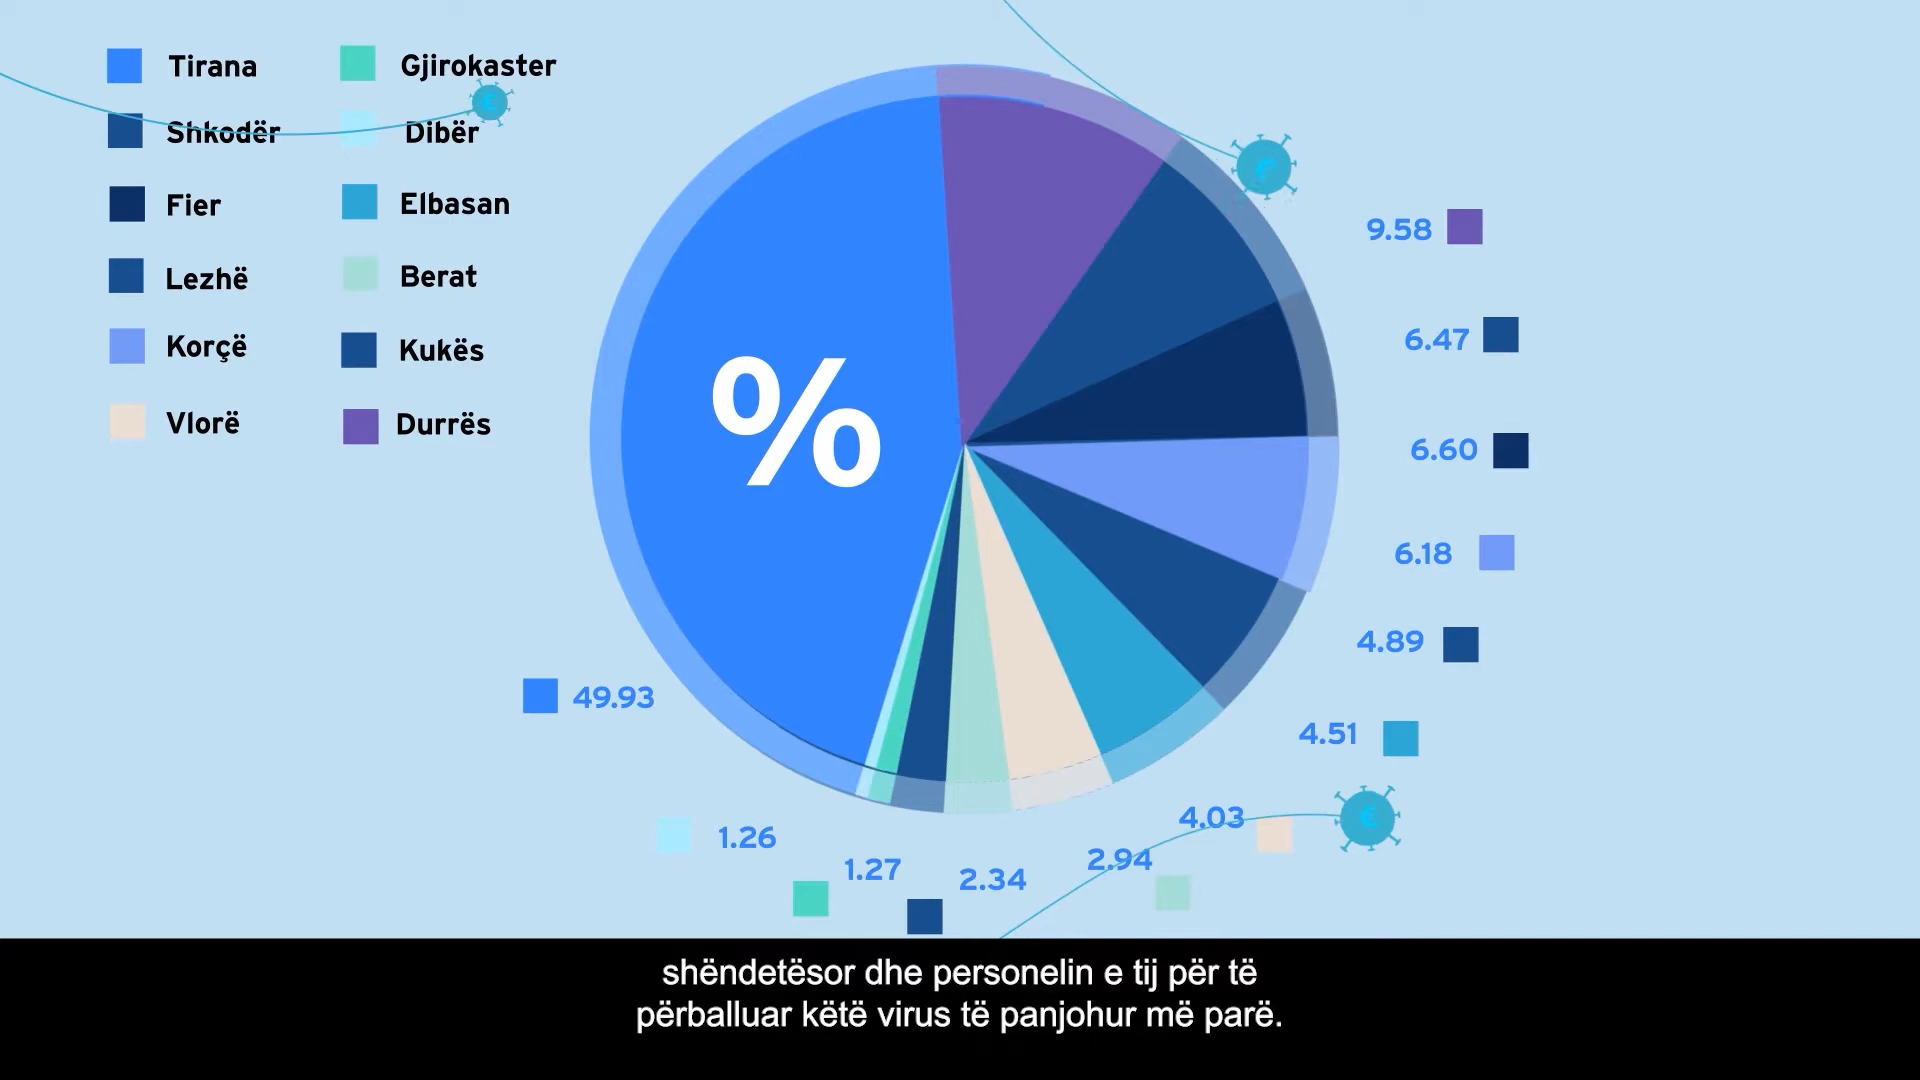 Tirana
Gjirokaster
Shkodër
Dibër
Fier
Elbasan
Lezhë
Berat
Korçë
Kukës
Vlorë
Durrës
%
9.58
6.47
6.60
6.18
4.89
4.51
4.03
2.94
2.34
1.27
1.26
49.93
€
€
€
shëndetësor dhe personelin e tij për të
përballuar këtë virus të panjohur më parë.